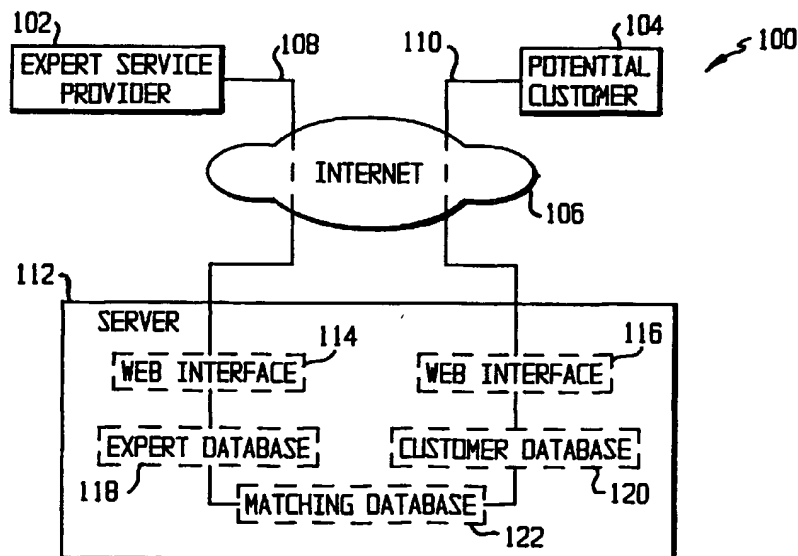 102
108
110
104
100
EXPERT SERVICE
PROVIDER
POTENTIAL
CUSTOMER
INTERNET
106
112
SERVER
114
116
WEB INTERFACE
WEB INTERFACE
EXPERT DATABASE
CUSTOMER DATABASE
118
120
MATCHING DATABASE
122